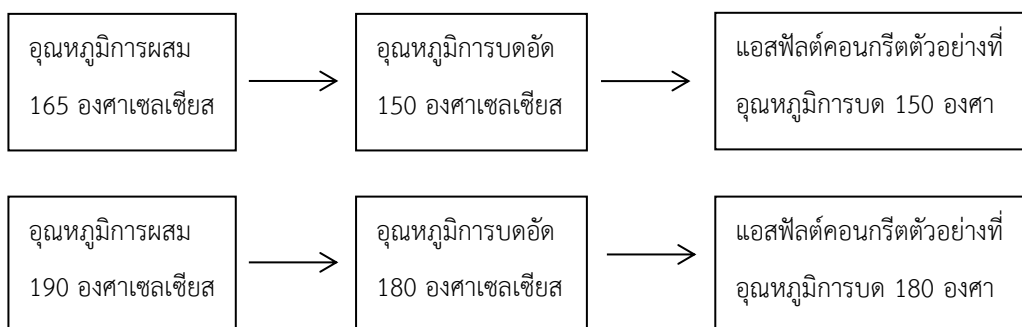 อุณหภูมิการผสม
165 องศาเซลเซียส
อุณหภูมิการบดอัด
150 องศาเซลเซียส
แอสฟัลต์คอนกรีตตัวอย่างที่
อุณหภูมิการบด 150 องศา
อุณหภูมิการผสม
190 องศาเซลเซียส
อุณหภูมิการบดอัด
180 องศาเซลเซียส
แอสฟัลต์คอนกรีตตัวอย่างที่
อุณหภูมิการบด 180 องศา